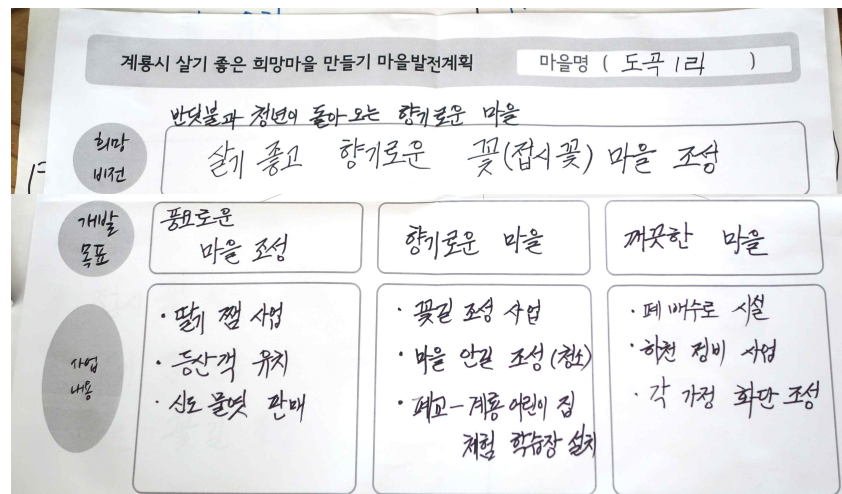 계룡시 살기 좋은 희망마을 만들기 마을발전계획
마을명 ( 도곡 1리 )
반딧불과 청년이 돌아 오는 향기로운 마을
희망
비전
살기 좋고 향기로운 꽃(접시꽃) 마을 조성
개발
목표
풍요로운
마을 조성
향기로운 마을
깨끗한 마을
사업
내용
· 딸기 쨈 사업
· 등산객 유치
· 신도 물엿 판매
· 꽃길 조성 사업
· 마을 안길 조성(청소)
· 폐교-계룡 어린이 집
체험 학습장 설치
· 폐 배수로 시설
· 하천 정비 사업
· 각 가정 화단 조성